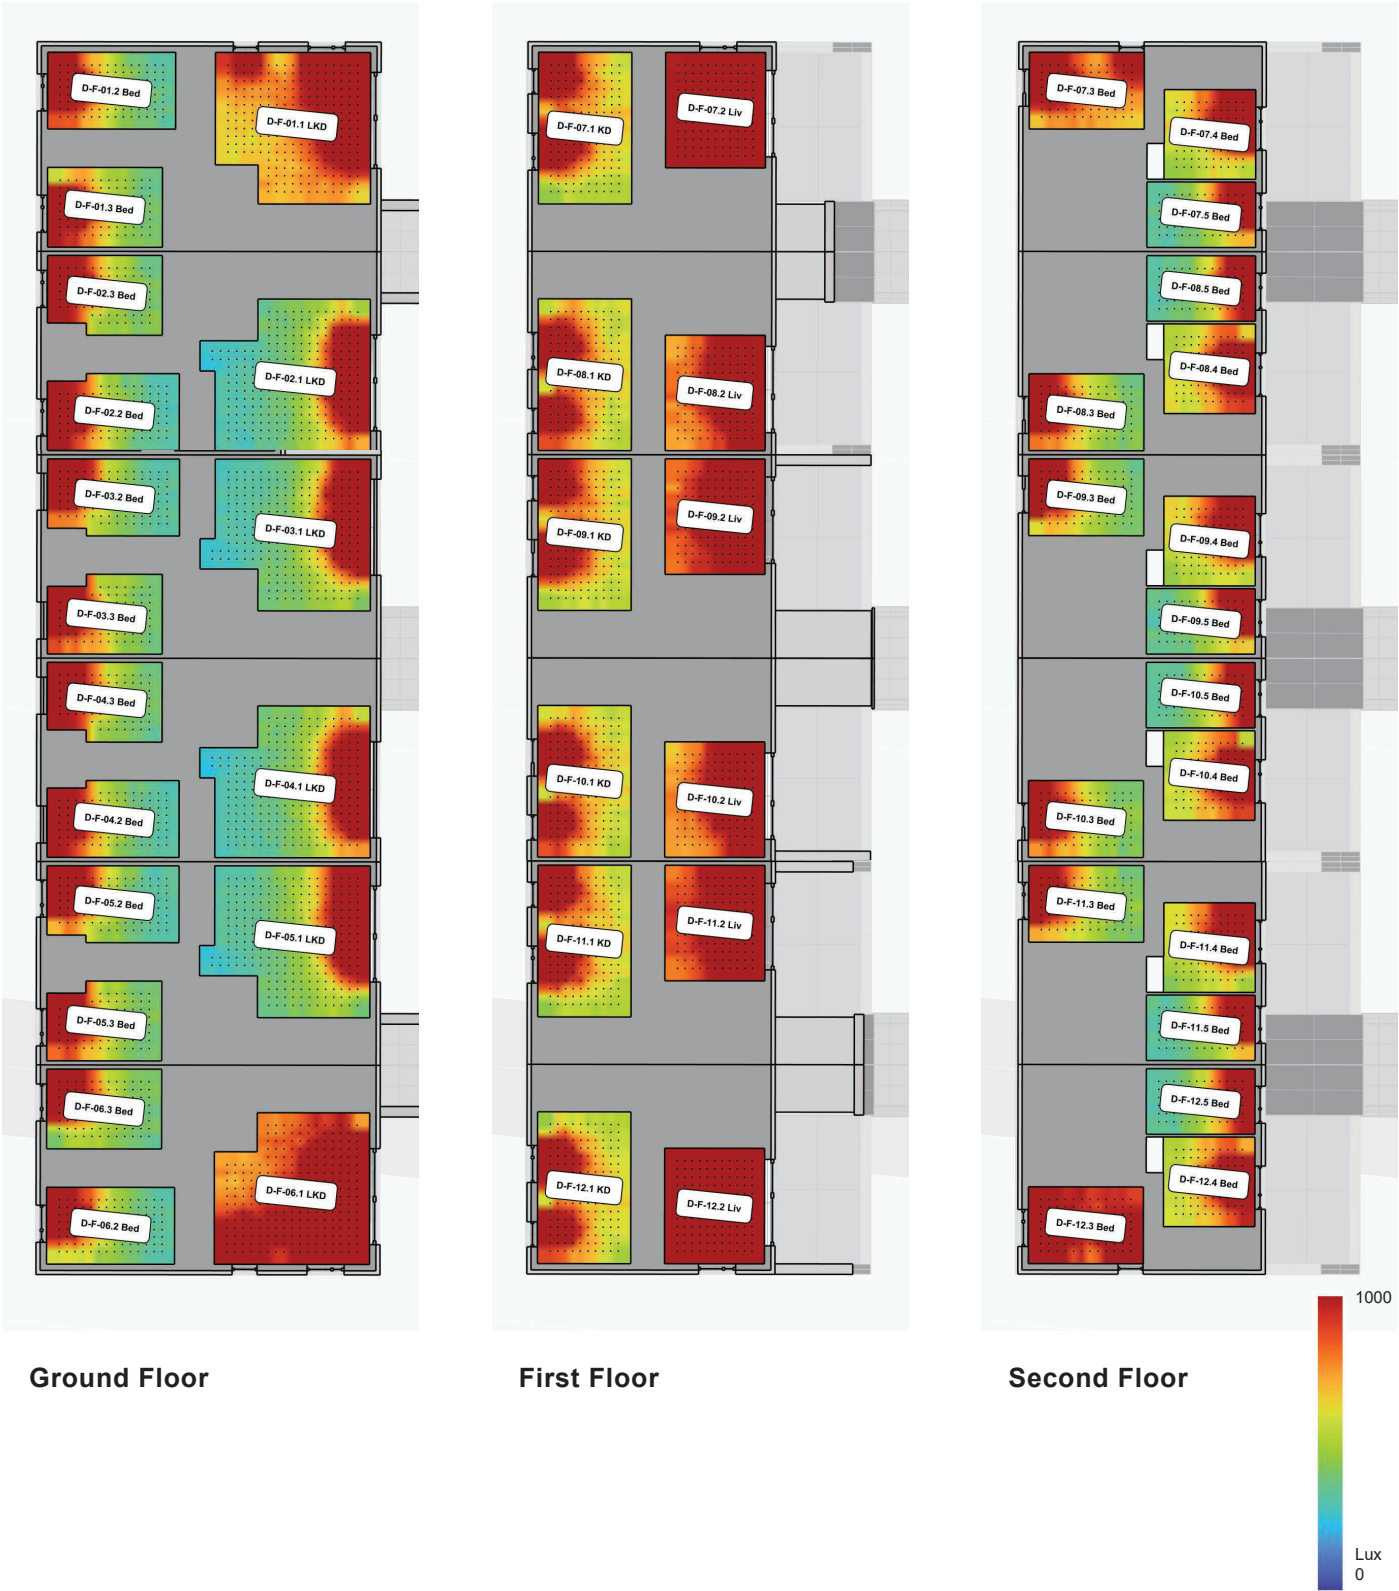 D-F-01.2 Bed
D-F-01.1 LKD
D-F-01.3 Bed
D-F-02.3 Bed
D-F-02.1 LKD
D-F-02.2 Bed
D-F-03.2 Bed
D-F-03.1 LKD
D-F-03.3 Bed
D-F-04.3 Bed
D-F-04.1 LKD
D-F-04.2 Bed
D-F-05.2 Bed
D-F-05.1 LKD
D-F-05.3 Bed
D-F-06.3 Bed
D-F-06.1 LKD
D-F-06.2 Bed
Ground Floor
D-F-07.1 KD
D-F-07.2 Liv
D-F-08.1 KD
D-F-08.2 Liv
D-F-09.1 KD
D-F-09.2 Liv
D-F-10.1 KD
D-F-10.2 Liv
D-F-11.1 KD
D-F-11.2 Liv
D-F-12.1 KD
D-F-12.2 Liv
First Floor
D-F-07.3 Bed
D-F-07.4 Bed
D-F-07.5 Bed
D-F-08.5 Bed
D-F-08.4 Bed
D-F-08.3 Bed
D-F-09.3 Bed
D-F-09.4 Bed
D-F-09.5 Bed
D-F-10.5 Bed
D-F-10.4 Bed
D-F-10.3 Bed
D-F-11.3 Bed
D-F-11.4 Bed
D-F-11.5 Bed
D-F-12.5 Bed
D-F-12.4 Bed
D-F-12.3 Bed
Second Floor
1000
Lux
0